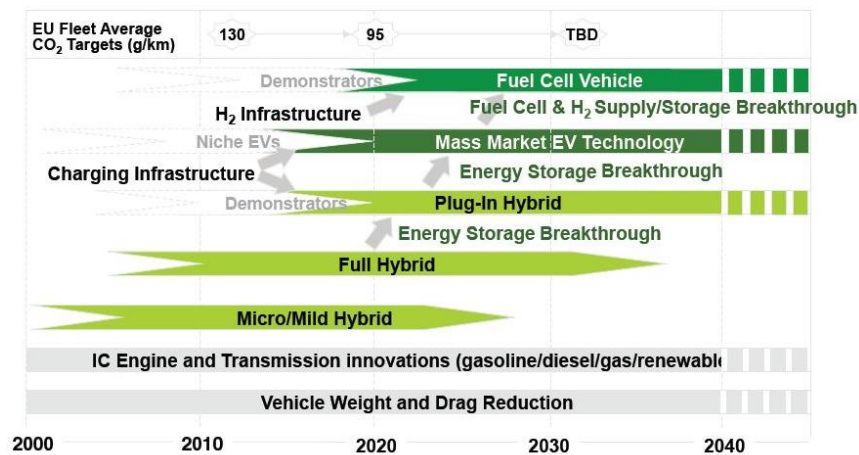 EU Fleet Average
CO₂ Targets (g/km)
130
95
TBD
Demonstrators
Fuel Cell Vehicle
H₂ Infrastructure
Fuel Cell & H₂ Supply/Storage Breakthrough
Niche EVs
Mass Market EV Technology
Charging Infrastructure
Energy Storage Breakthrough
Demonstrators
Plug-In Hybrid
Energy Storage Breakthrough
Full Hybrid
Micro/Mild Hybrid
IC Engine and Transmission innovations (gasoline/diesel/gas/renewable
Vehicle Weight and Drag Reduction
2000
2010
2020
2030
2040